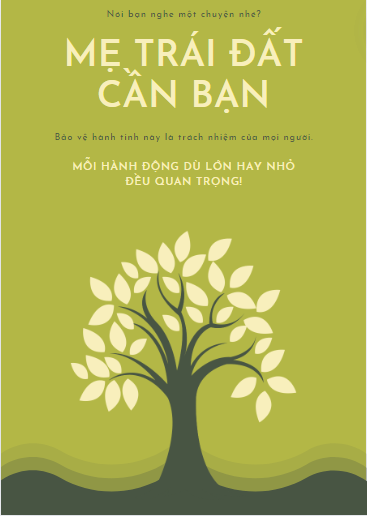 Nói bạn nghe một chuyện nhé?
MẸ TRÁI ĐẤT
CẦN BẠN
Bảo vệ hành tinh này là trách nhiệm của mọi người.
MỖI HÀNH ĐỘNG DÙ LỚN HAY NHỎ
ĐỀU QUAN TRỌNG!